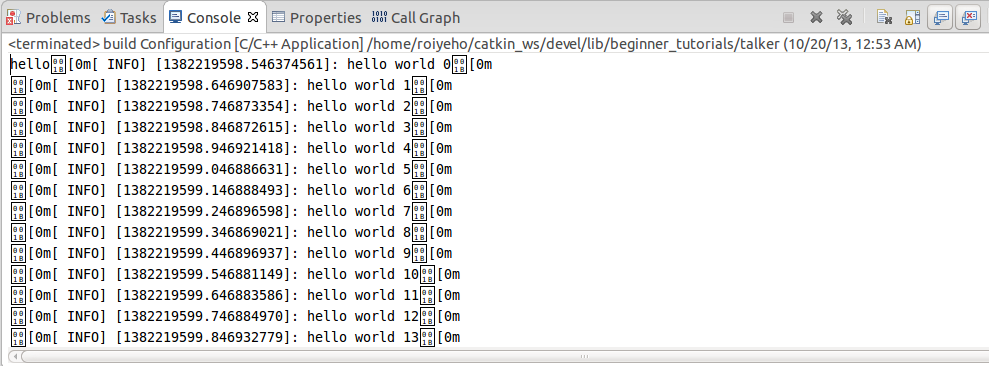 Problems Tasks Console Properties Call Graph
<terminated> build Configuration [C/C++ Application] /home/roiyeho/catkin_ws/devel/lib/beginner_tutorials/talker (10/20/13, 12:53 AM)
hello[0m[ INFO] [1382219598.546374561]: hello world 0[0m
[0m[ INFO] [1382219598.646907583]: hello world 1[0m
[0m[ INFO] [1382219598.746873354]: hello world 2[0m
[0m[ INFO] [1382219598.846872615]: hello world 3[0m
[0m[ INFO] [1382219598.946921418]: hello world 4[0m
[0m[ INFO] [1382219599.046886631]: hello world 5[0m
[0m[ INFO] [1382219599.146888493]: hello world 6[0m
[0m[ INFO] [1382219599.246896598]: hello world 7[0m
[0m[ INFO] [1382219599.346869021]: hello world 8[0m
[0m[ INFO] [1382219599.446896937]: hello world 9[0m
[0m[ INFO] [1382219599.546881149]: hello world 10[0m
[0m[ INFO] [1382219599.646883586]: hello world 11[0m
[0m[ INFO] [1382219599.746884970]: hello world 12[0m
[0m[ INFO] [1382219599.846932779]: hello world 13[0m